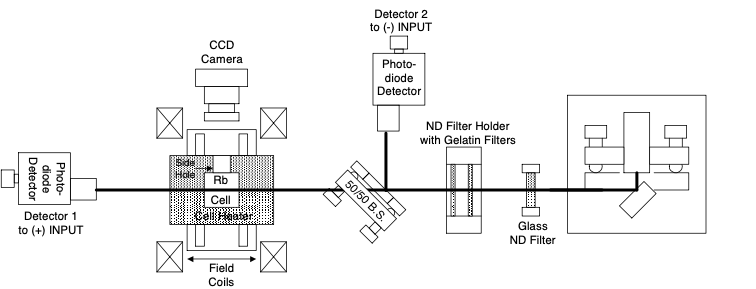 Detector 2
to (-) INPUT
CCD
Camera
Photo-
diode
Detector
ND Filter Holder
with Gelatin Filters
Photo-
diode
Detector
Side
Hole
Rb
Cell
Cell Heater
50/50 B.S.
Detector 1
to (+) INPUT
Glass
ND Filter
Field
Coils